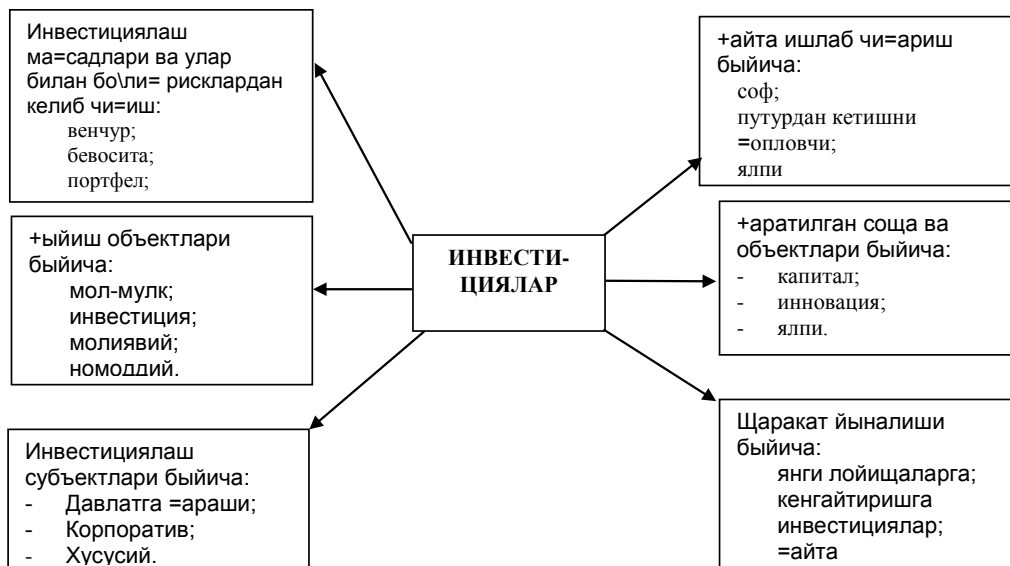 Инвестициялаш
ма=садлари ва улар
билан бо\ли= рисклардан
келиб чи=иш:
венчур;
бевосита;
портфел;
+ыйиш объектлари
быйича:
мол-мулк;
инвестиция;
молиявий;
номоддий.
Инвестициялаш
субъектлари быйича:
- Давлатга =араши;
- Корпоратив;
- Хусусий.
ИНВЕСТИ-
ЦИЯЛАР
+айта ишлаб чи=ариш
быйича:
соф;
путурдан кетишни
=опловчи;
ялпи
+аратилган соща ва
объектлари быйича:
- капитал;
- инновация;
- ялпи.
Щаракат йыналиши
быйича:
янги лойищаларга;
кенгайтиришга
инвестициялар;
=айта